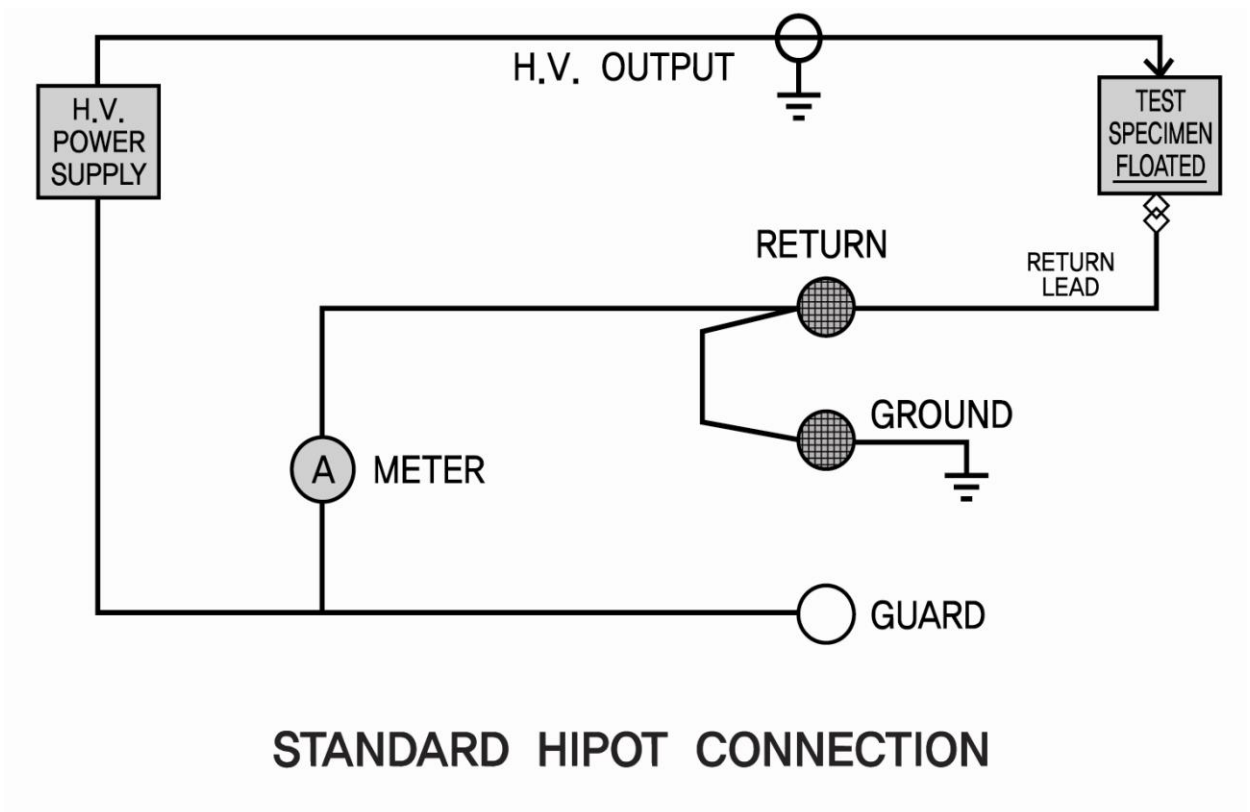 H.V. OUTPUT
H.V.
POWER
SUPPLY
TEST
SPECIMEN
FLOATED
RETURN
RETURN
LEAD
GROUND
A
METER
GUARD
STANDARD HIPOT CONNECTION